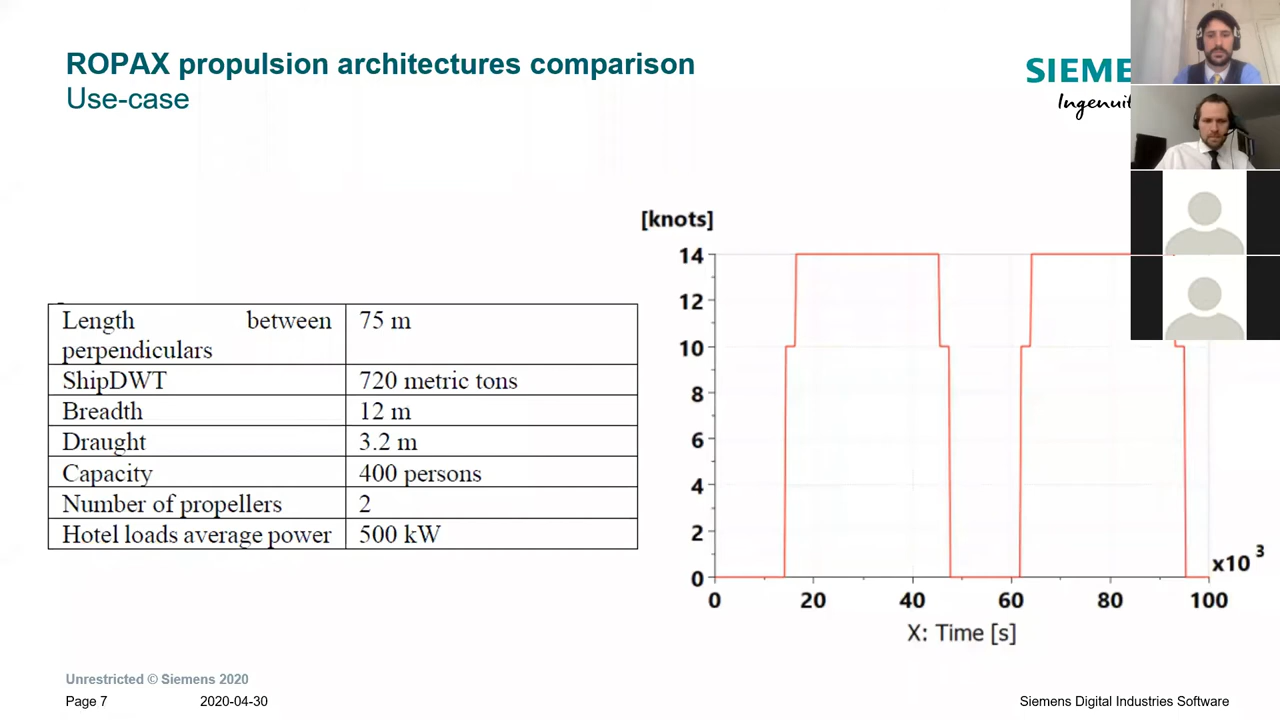 ROPAX propulsion architectures comparison
Use-case
SIEME
Ingenuit
[knots]
14
12
10
8
6
4
2
0
x10 3
0 20 40 60 80 100
X: Time [s]
Length between
perpendiculars
75 m
ShipDWT 720 metric tons
Breadth 12 m
Draught 3.2 m
Capacity 400 persons
Number of propellers 2
Hotel loads average power 500 kW
Unrestricted © Siemens 2020
Page 7 2020-04-30 Siemens Digital Industries Software